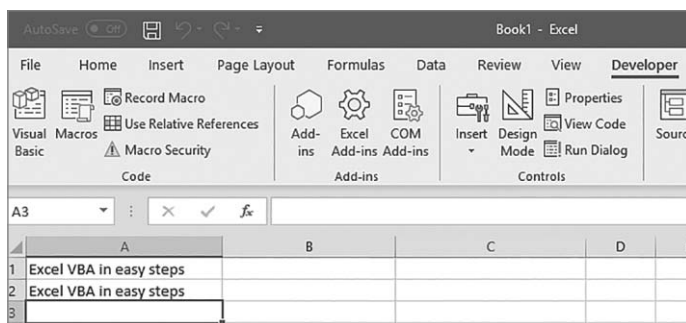 AutoSave Off Book1 - Excel
File Home Insert Page Layout Formulas Data Review View Developer
Visual Basic
Macros
Record Macro
Use Relative References
Macro Security
Code
Add-ins
Excel Add-ins
COM Add-ins
Add-ins
Insert
Design Mode
Properties
View Code
Run Dialog
Controls
A3 fx
A B C D
1 Excel VBA in easy steps
2 Excel VBA in easy steps
3